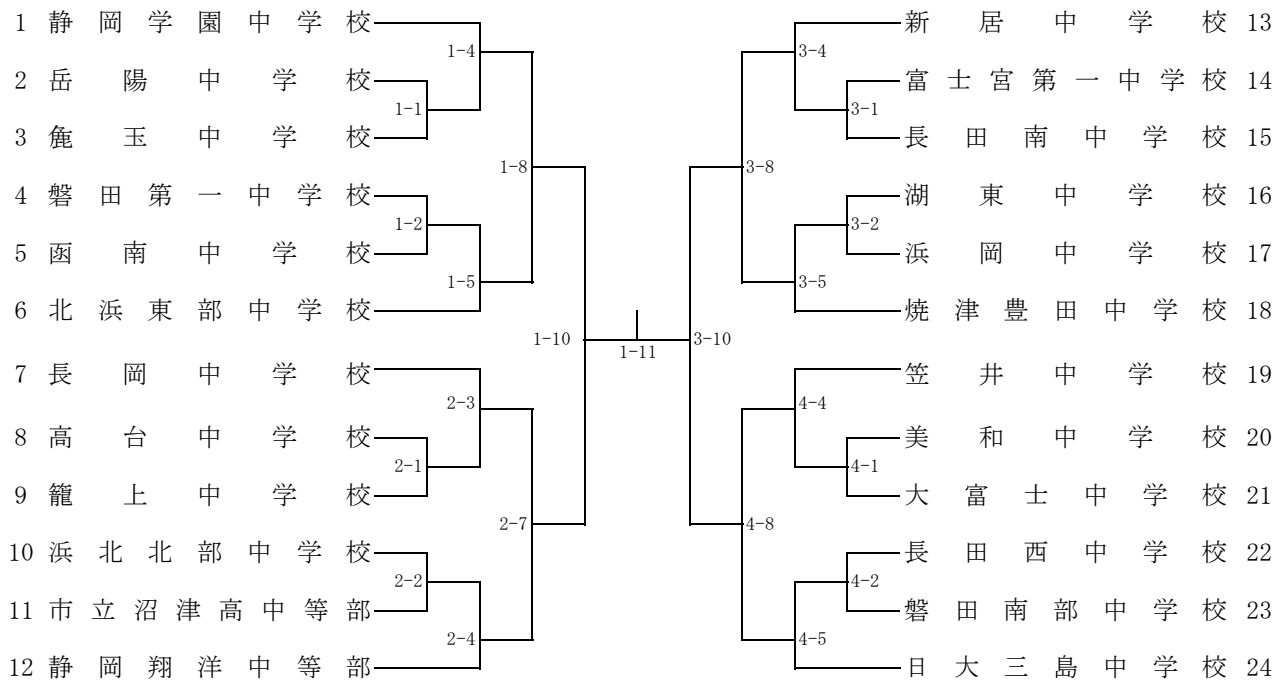 1 静岡学園中学校
2 岳陽中学校
3 麁玉中学校
4 磐田第一中学校
5 函南中学校
6 北浜東部中学校
7 長岡中学校
8 高台中学校
9 籠上中学校
10 浜北北部中学校
11 市立沼津高中等部
12 静岡翔洋中等部
1-4
1-1
1-8
1-2
1-5
1-10
2-3
2-1
2-7
2-2
2-4
1-11
3-4
3-1
3-8
3-2
3-5
3-10
4-4
4-1
4-8
4-2
4-5
新居中学校 13
富士宮第一中学校 14
長田南中学校 15
湖東中学校 16
浜岡中学校 17
焼津豊田中学校 18
笠井中学校 19
美和中学校 20
大富士中学校 21
長田西中学校 22
磐田南部中学校 23
日大三島中学校 24